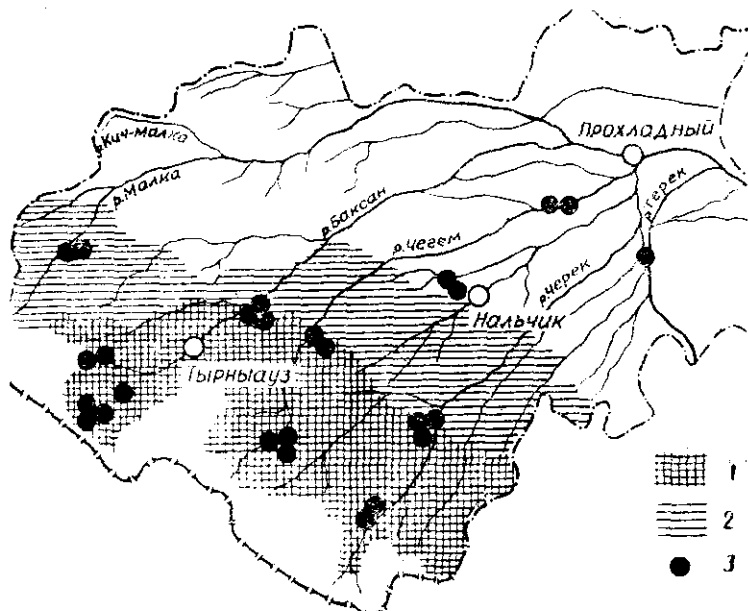 Прохладный
р.Кич-Малка
р.Малка
р.Баксан
р.Терек
р.Чегем
р.Черек
Нальчик
Тырныауз
1
2
3